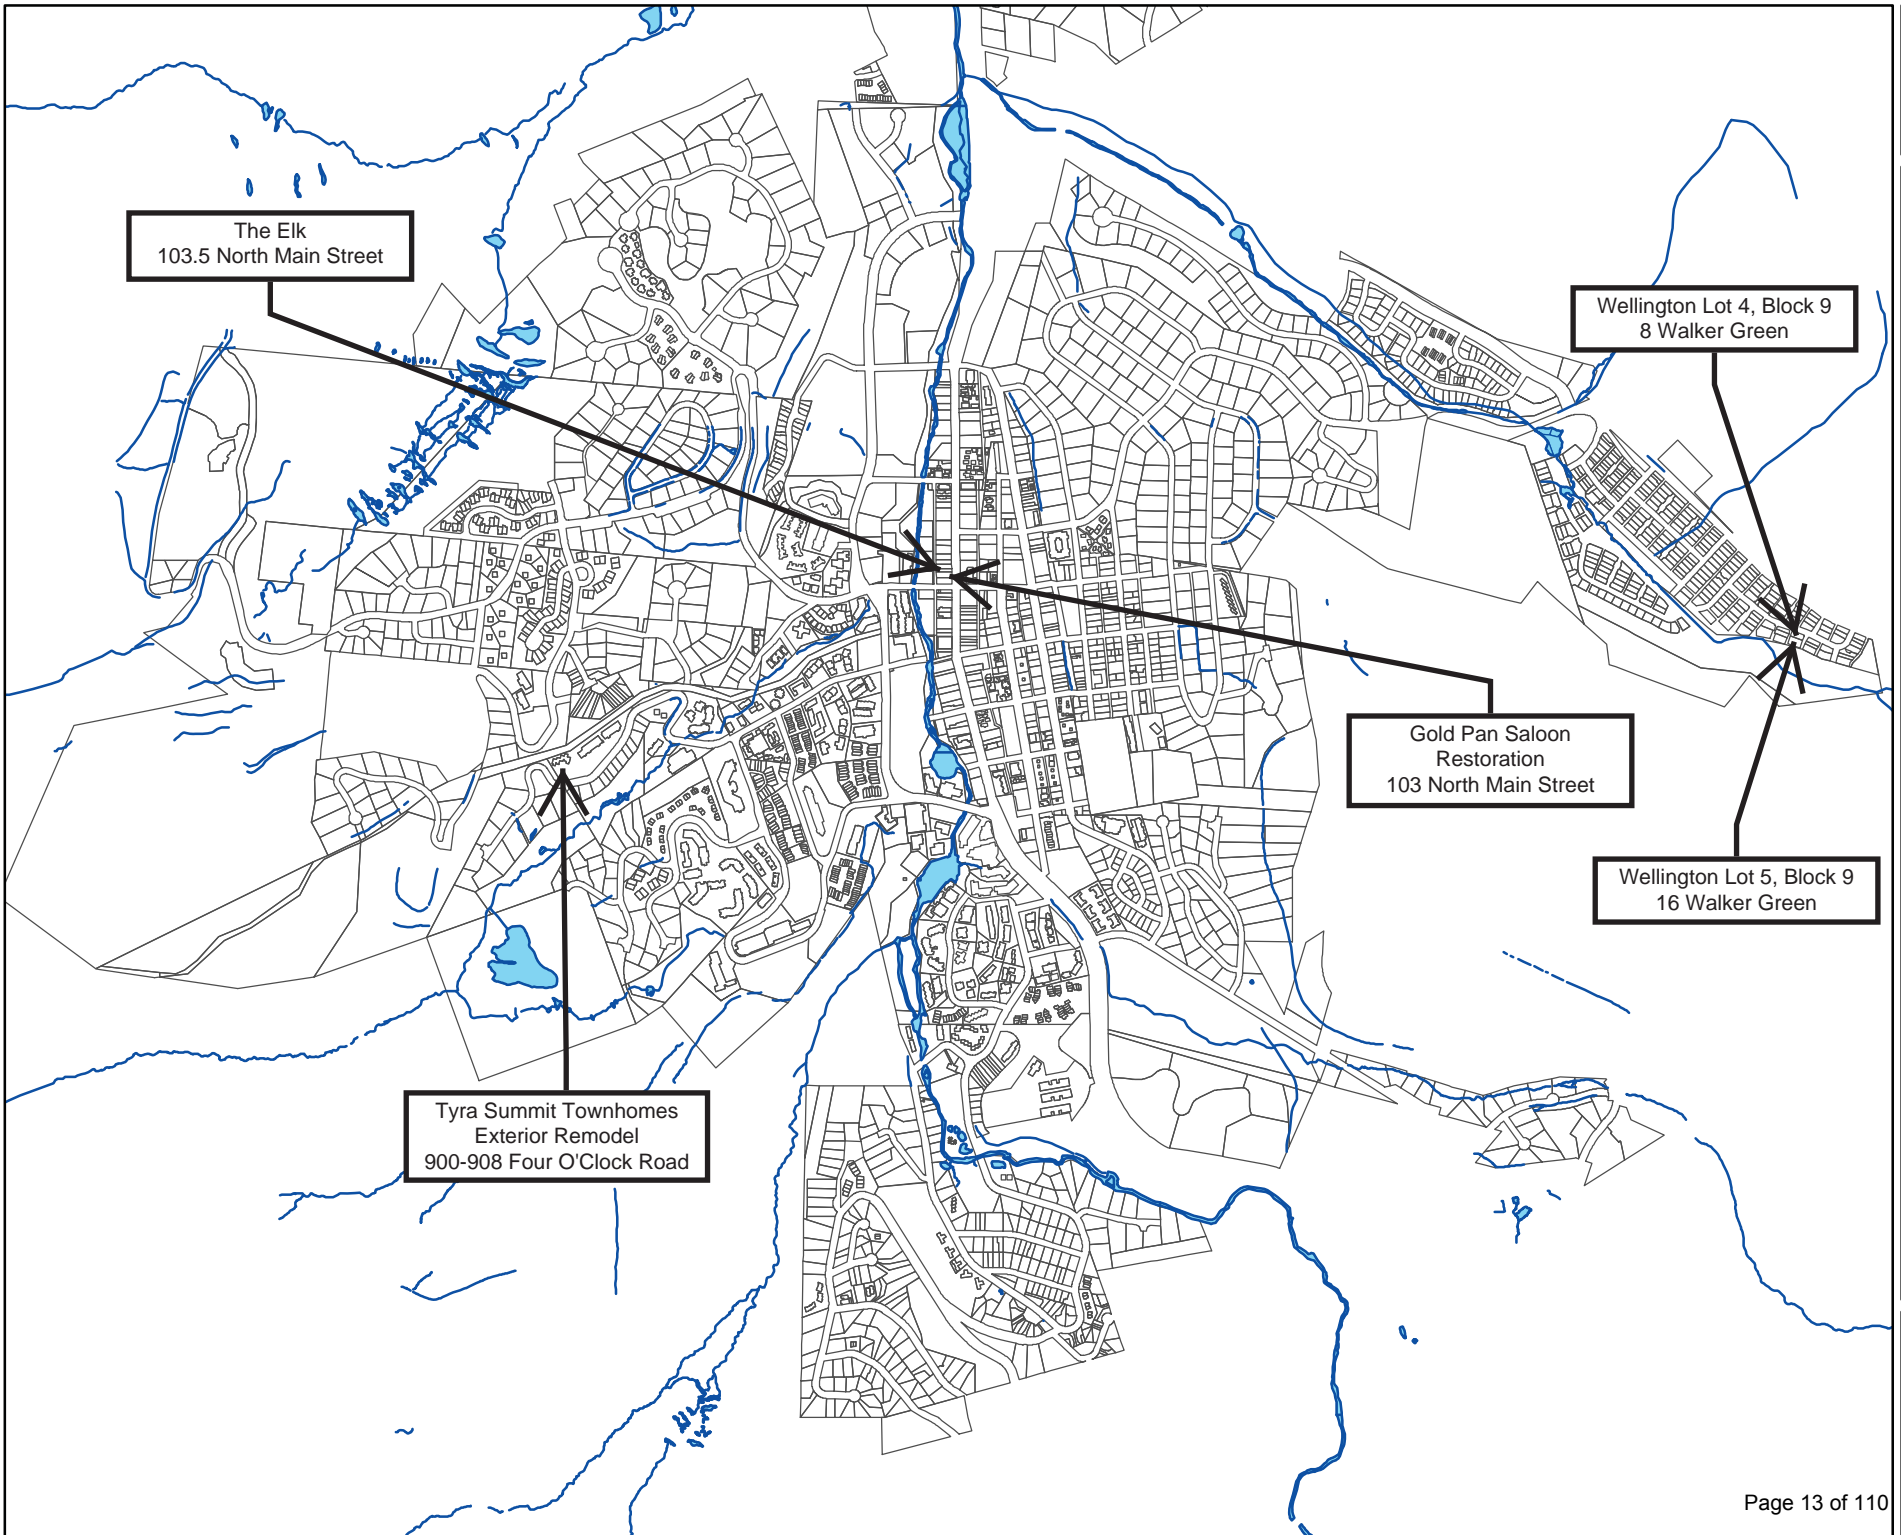 The Elk
103.5 North Main Street
Wellington Lot 4, Block 9
8 Walker Green
Gold Pan Saloon
Restoration
103 North Main Street
Wellington Lot 5, Block 9
16 Walker Green
Tyra Summit Townhomes
Exterior Remodel
900-908 Four O'Clock Road
Page 13 of 110